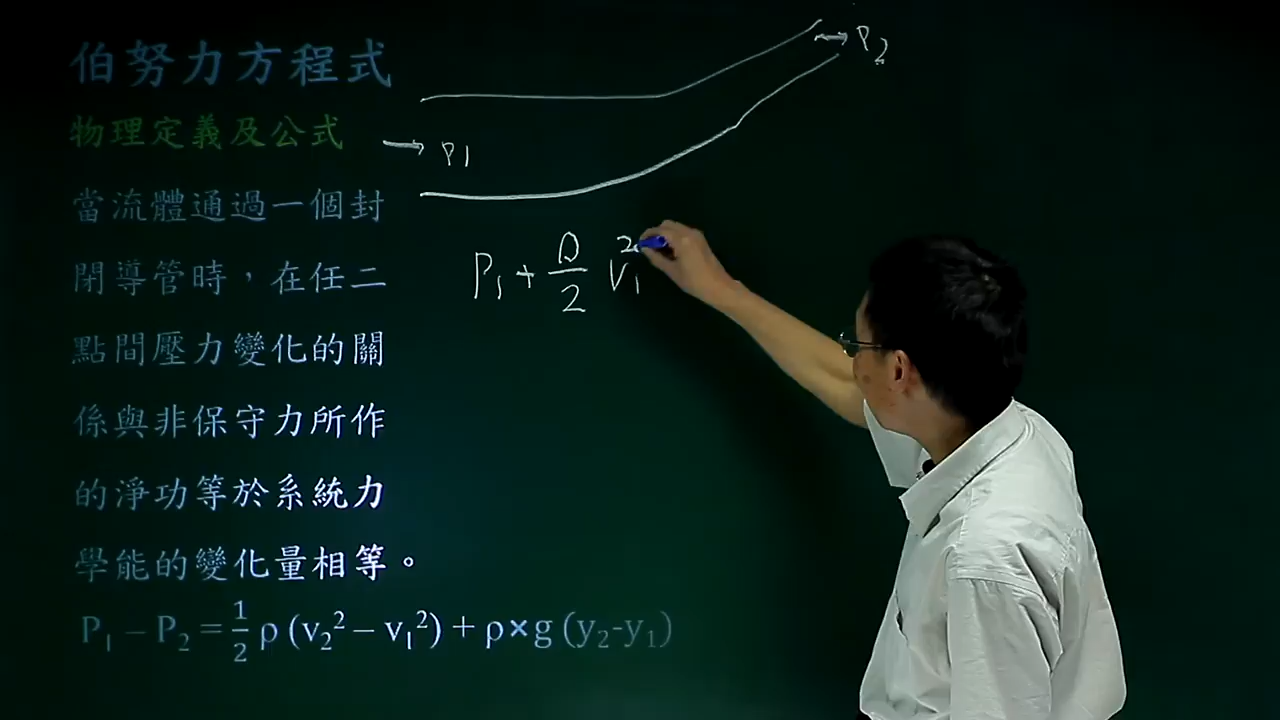 伯努力方程式
物理定義及公式
當流體通過一個封
閉導管時，在任二
點間壓力變化的關
係與非保守力所作
的淨功等於系統力
學能的變化量相等。
P₁ – P₂ = 1/2 ρ (v₂² – v₁²) + ρ×g (y₂-y₁)
P₂
P1
P₁ + ρ/2 v₁²